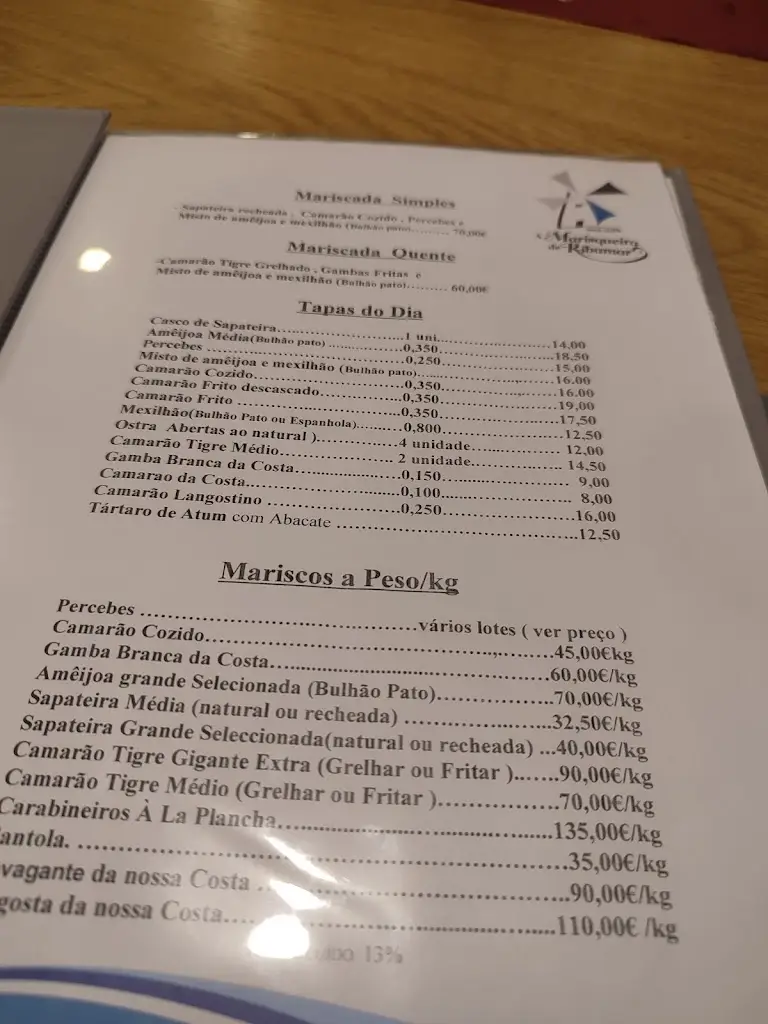 Mariscada Simples
Sapateira recheada , Camarão Cozido , Percebes e
Misto de amêijoa e mexilhão (Bulhão pato)......... 70,00€
Mariscada Quente
Camarão Tigre Grelhado , Gambas Fritas e
Misto de amêijoa e mexilhão (Bulhão pato)......... 60,00€
Marisqueira
de Ribamar
Tapas do Dia
Casco de Sapateira.........1 uni.........14,00
Amêijoa Média(Bulhão pato) .........0,350.........18,50
Percebes .........0,250.........15,00
Misto de amêijoa e mexilhão (Bulhão pato).........16.00
Camarão Cozido.........0,350.........16.00
Camarão Frito descascado.........0,350.........19,00
Camarão Frito .........0,350.........17,50
Mexilhão(Bulhão Pato ou Espanhola).........0,800.........12,50
Ostra Abertas ao natural ).........4 unidade......... 12,00
Camarão Tigre Médio......... 2 unidade......... 14,50
Gamba Branca da Costa.........0,150......... 9,00
Camarao da Costa.........0,100......... 8,00
Camarão Langostino .........0,250.........16,00
Tártaro de Atum com Abacate .........12,50
Mariscos a Peso/kg
Percebes .........vários lotes ( ver preço )
Camarão Cozido.........45,00€kg
Gamba Branca da Costa.........60,00€/kg
Amêijoa grande Selecionada (Bulhão Pato).........70,00€/kg
Sapateira Média (natural ou recheada) .........32,50€/kg
Sapateira Grande Seleccionada(natural ou recheada) ...40,00€/kg
Camarão Tigre Gigante Extra (Grelhar ou Fritar ).......90,00€/kg
Camarão Tigre Médio (Grelhar ou Fritar ).........70,00€/kg
Carabineiros À La Plancha.........135,00€/kg
antola. .........35,00€/kg
vagante da nossa Costa .........90,00€/kg
gosta da nossa Costa.........110,00€ /kg
13%